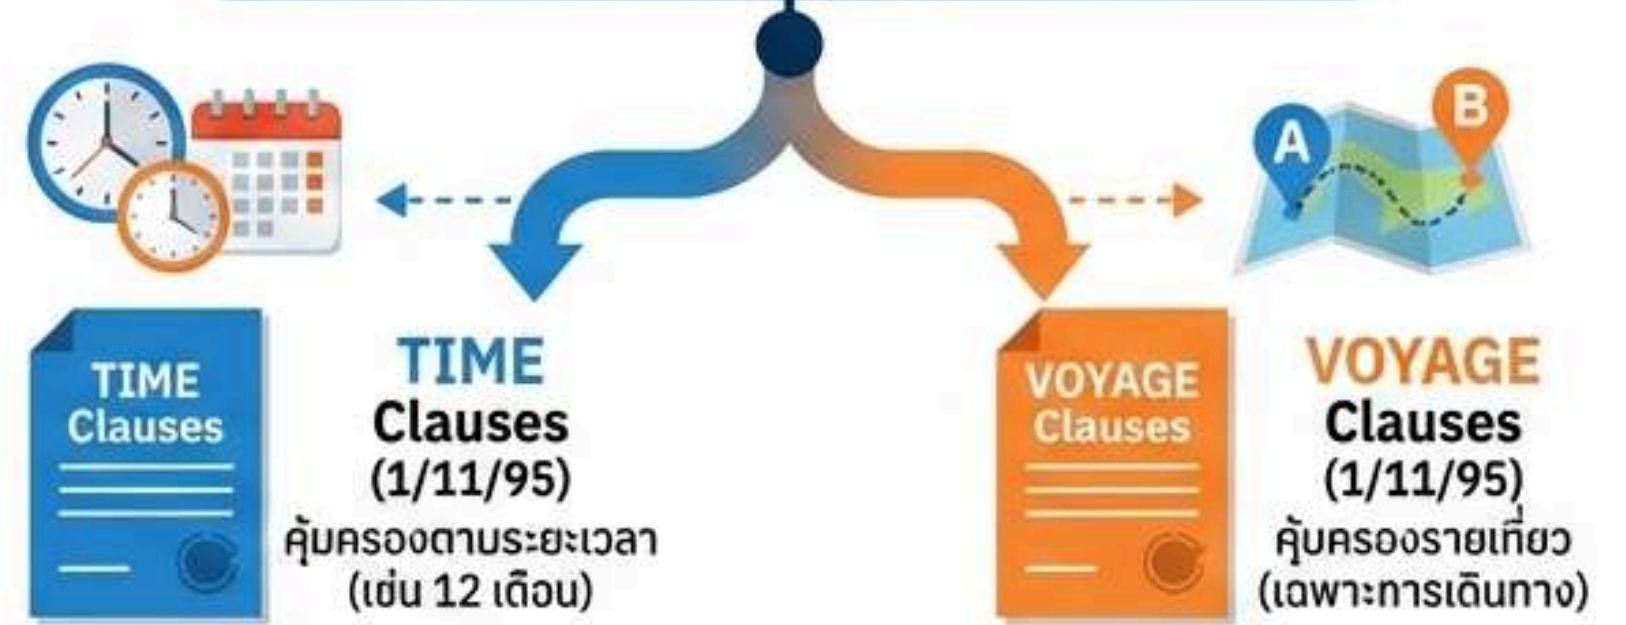 A
B
TIME
Clauses
TIME
Clauses
(1/11/95)
คุ้มครองตามระยะเวลา
(เช่น 12 เดือน)
VOYAGE
Clauses
VOYAGE
Clauses
(1/11/95)
คุ้มครองรายเที่ยว
(เฉพาะการเดินทาง)